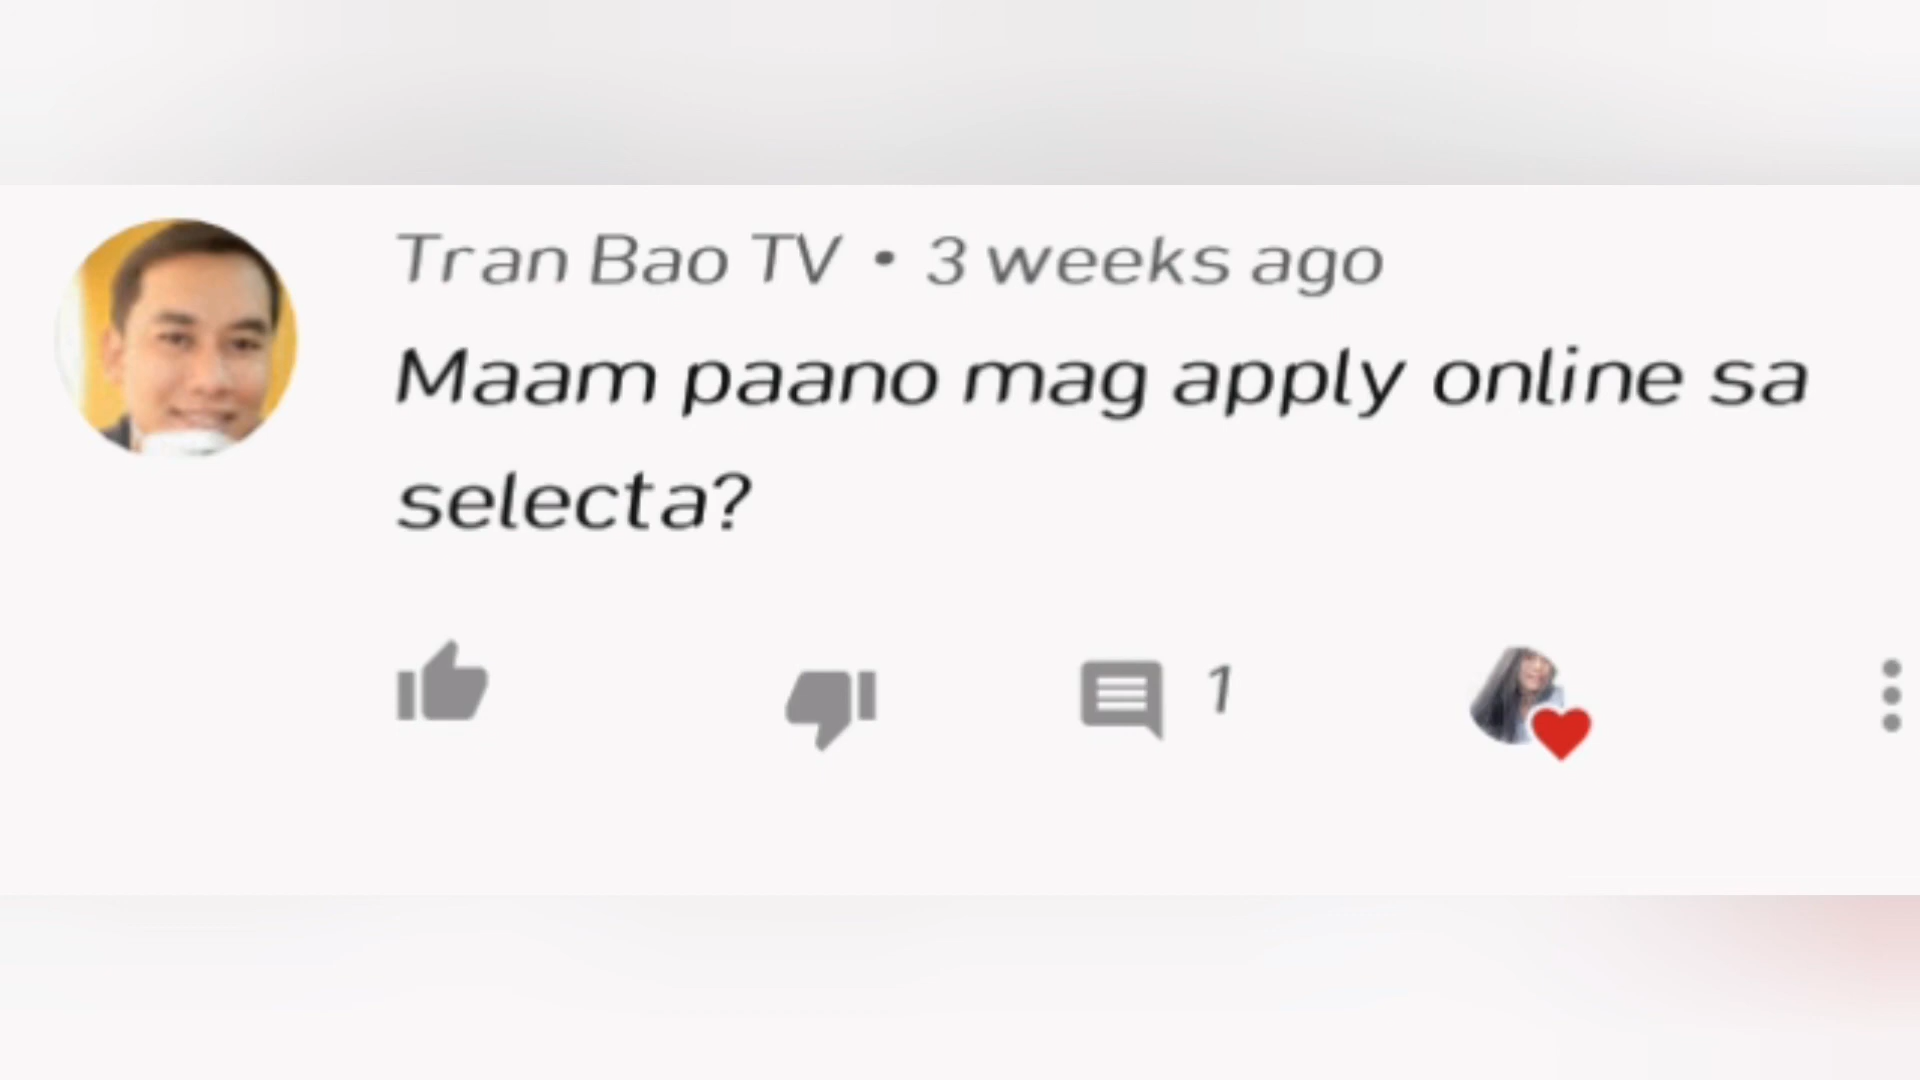 Tran Bao TV • 3 weeks ago
Maam paano mag apply online sa
selecta?
1